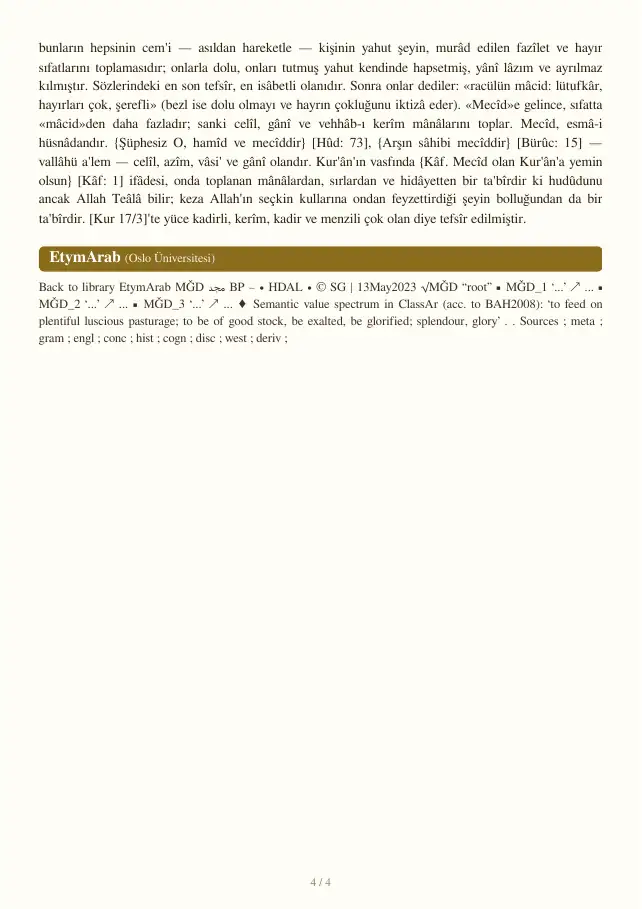 bunların hepsinin cem'i — asıldan hareketle — kişinin yahut şeyin, murâd edilen fazîlet ve hayır
sıfatlarını toplamasıdır; onlarla dolu, onları tutmuş yahut kendinde hapsetmiş, yânî lâzım ve ayrılmaz
kılmıştır. Sözlerindeki en son tefsîr, en isâbetli olanıdır. Sonra onlar dediler: «racülün mâcid: lütufkâr,
hayırları çok, şerefli» (bezl ise dolu olmayı ve hayrın çokluğunu iktizâ eder). «Mecîd»e gelince, sıfatta
«mâcid»den daha fazladır; sanki celîl, gânî ve vehhâb-ı kerîm mânâlarını toplar. Mecîd, esmâ-i
hüsnâdandır. {Şüphesiz O, hamîd ve mecîddir} [Hûd: 73], {Arşın sâhibi mecîddir} [Bürûc: 15] —
vallâhü a'lem — celîl, azîm, vâsi' ve gânî olandır. Kur'ân'ın vasfında {Kâf. Mecîd olan Kur'ân'a yemin
olsun} [Kâf: 1] ifâdesi, onda toplanan mânâlardan, sırlardan ve hidâyetten bir ta'bîrdir ki hudûdunu
ancak Allah Teâlâ bilir; keza Allah'ın seçkin kullarına ondan feyzettirdiği şeyin bolluğundan da bir
ta'bîrdir. [Kur 17/3]'te yüce kadirli, kerîm, kadir ve menzili çok olan diye tefsîr edilmiştir.
EtymArab (Oslo Üniversitesi)
Back to library EtymArab MĞD مجد BP – • HDAL • © SG | 13May2023 √MĞD “root” ▪ MĞD_1 ‘...’ ↗ ... ▪
MĞD_2 ‘...’ ↗ ... ▪ MĞD_3 ‘...’ ↗ ... ♦ Semantic value spectrum in ClassAr (acc. to BAH2008): ‘to feed on
plentiful luscious pasturage; to be of good stock, be exalted, be glorified; splendour, glory’ . . Sources ; meta ;
gram ; engl ; conc ; hist ; cogn ; disc ; west ; deriv ;
4 / 4